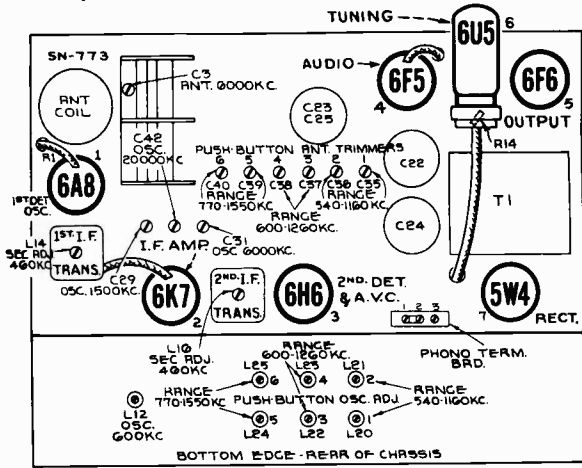 TUNING
6U5
6
SN-773
ANT
COIL
C3
ANT. 6000KC.
AUDIO
6F5
4
6F6
5
OUTPUT
R14
C42
OSC.
20000KC
C23
C25
PUSH-BUTTON ANT. TRIMMERS
6 5 4 3 2 1
C40 C39 C38 C37 C36 C35
RANGE
770-1550KC
RANGE
600-1260KC.
RANGE
540-1160KC
C22
C24
T1
R1
6A8
1
1ST DET.
OSC.
L14
SEC ADJ.
460KC
1ST. I.F.
TRANS.
I.F. AMP.
C31
OSC 6000KC.
C29
OSC. 1500KC.
6K7
2
2ND. I.F.
TRANS.
6H6
3
2ND. DET.
& A.V.C.
1 2 3
PHONO TERM.
BRD.
5W4
7
RECT.
L16
SEC ADJ.
460KC
RANGE
600-1260KC.
L25 L23 L21
6 4 2
RANGE
770-1550KC
PUSH-BUTTON OSC. ADJ.
RANGE
540-1160KC.
L12
OSC.
600KC
5 3 1
L24 L22 L20
BOTTOM EDGE - REAR OF CHASSIS